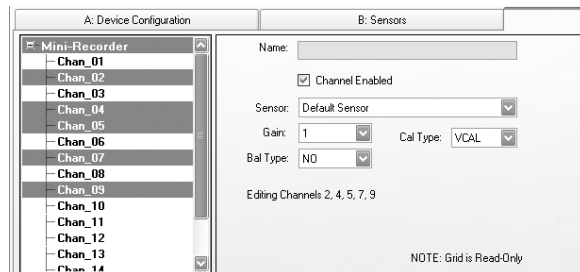 A: Device Configuration
B: Sensors
Mini-Recorder
Chan_01
Chan_02
Chan_03
Chan_04
Chan_05
Chan_06
Chan_07
Chan_08
Chan_09
Chan_10
Chan_11
Chan_12
Chan_13
Chan_14
Name:
Channel Enabled
Sensor: Default Sensor
Gain: 1 Cal Type: VCAL
Bal Type: NO
Editing Channels 2, 4, 5, 7, 9
NOTE: Grid is Read-Only